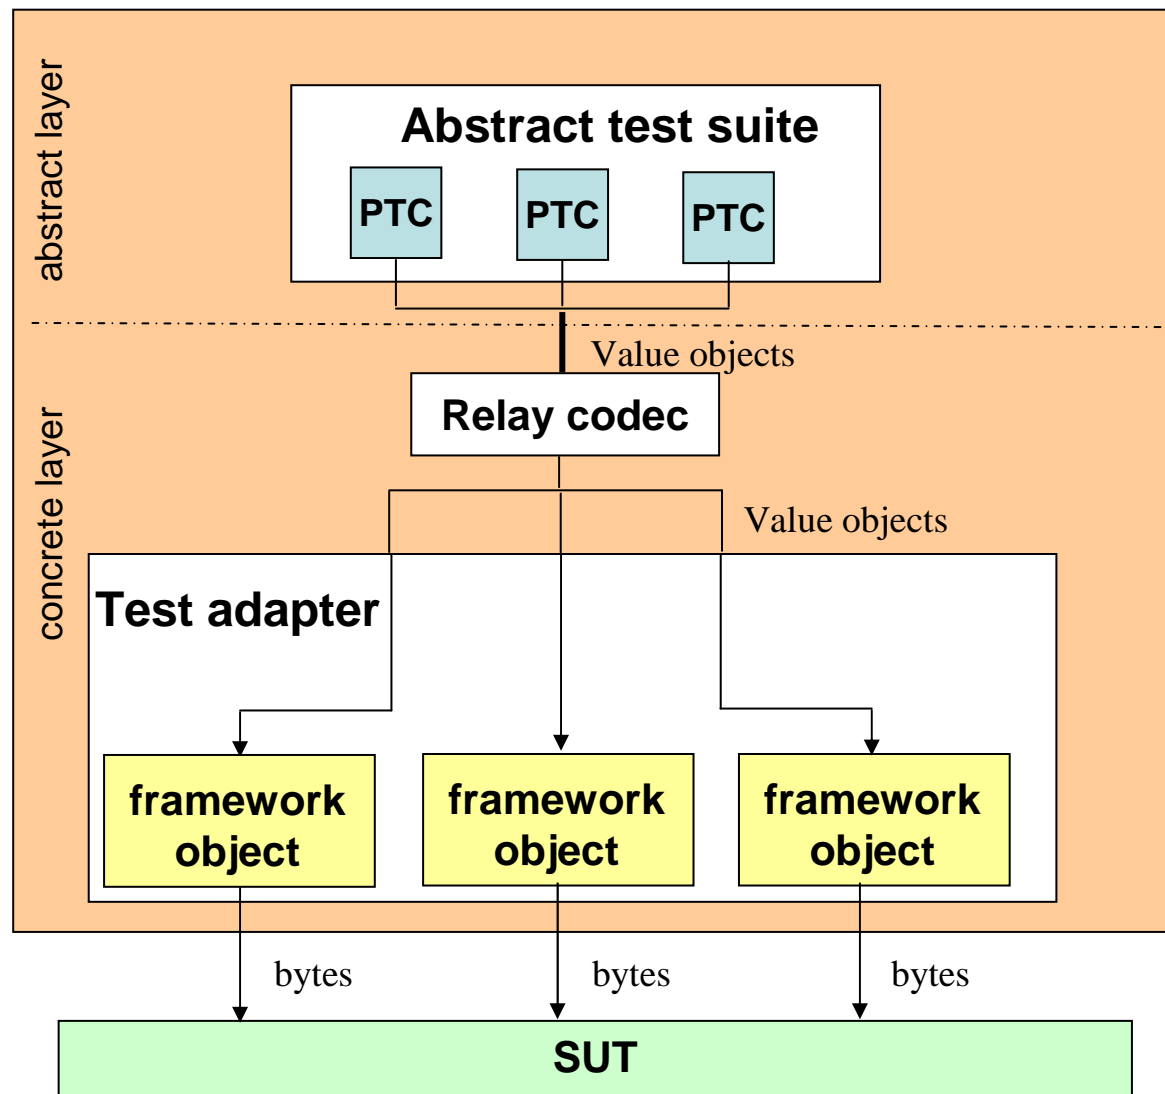 abstract layer
Abstract test suite
PTC PTC PTC
Value objects
Relay codec
concrete layer
Value objects
Test adapter
framework object
framework object
framework object
bytes bytes bytes
SUT